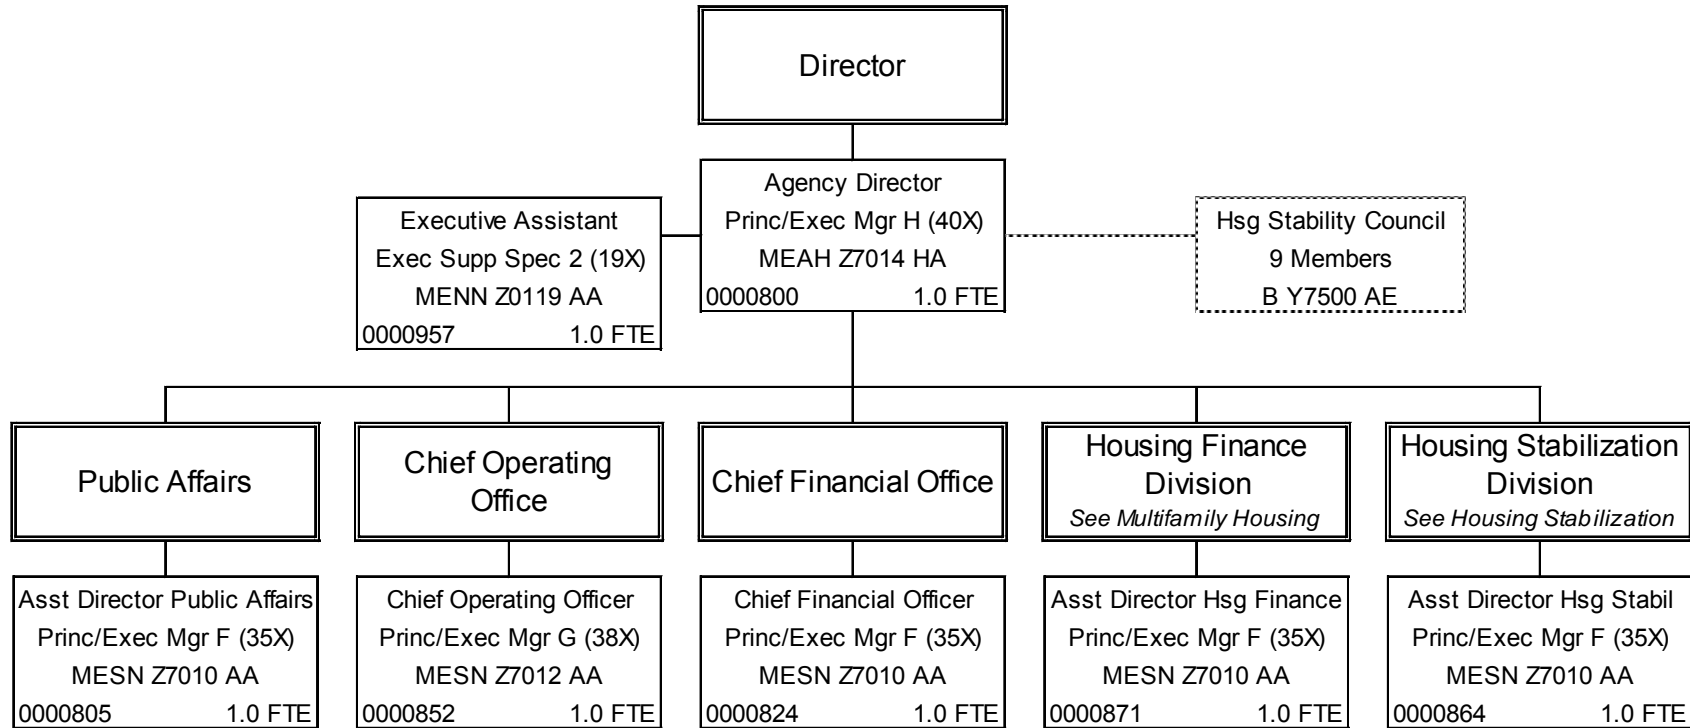 Director
Agency Director
Princ/Exec Mgr H (40X)
MEAH Z7014 HA
0000800 1.0 FTE
Executive Assistant
Exec Supp Spec 2 (19X)
MENN Z0119 AA
0000957 1.0 FTE
Hsg Stability Council
9 Members
B Y7500 AE
Public Affairs
Chief Operating
Office
Chief Financial Office
Housing Finance
Division
See Multifamily Housing
Housing Stabilization
Division
See Housing Stabilization
Asst Director Public Affairs
Princ/Exec Mgr F (35X)
MESN Z7010 AA
0000805 1.0 FTE
Chief Operating Officer
Princ/Exec Mgr G (38X)
MESN Z7012 AA
0000852 1.0 FTE
Chief Financial Officer
Princ/Exec Mgr F (35X)
MESN Z7010 AA
0000824 1.0 FTE
Asst Director Hsg Finance
Princ/Exec Mgr F (35X)
MESN Z7010 AA
0000871 1.0 FTE
Asst Director Hsg Stabil
Princ/Exec Mgr F (35X)
MESN Z7010 AA
0000864 1.0 FTE